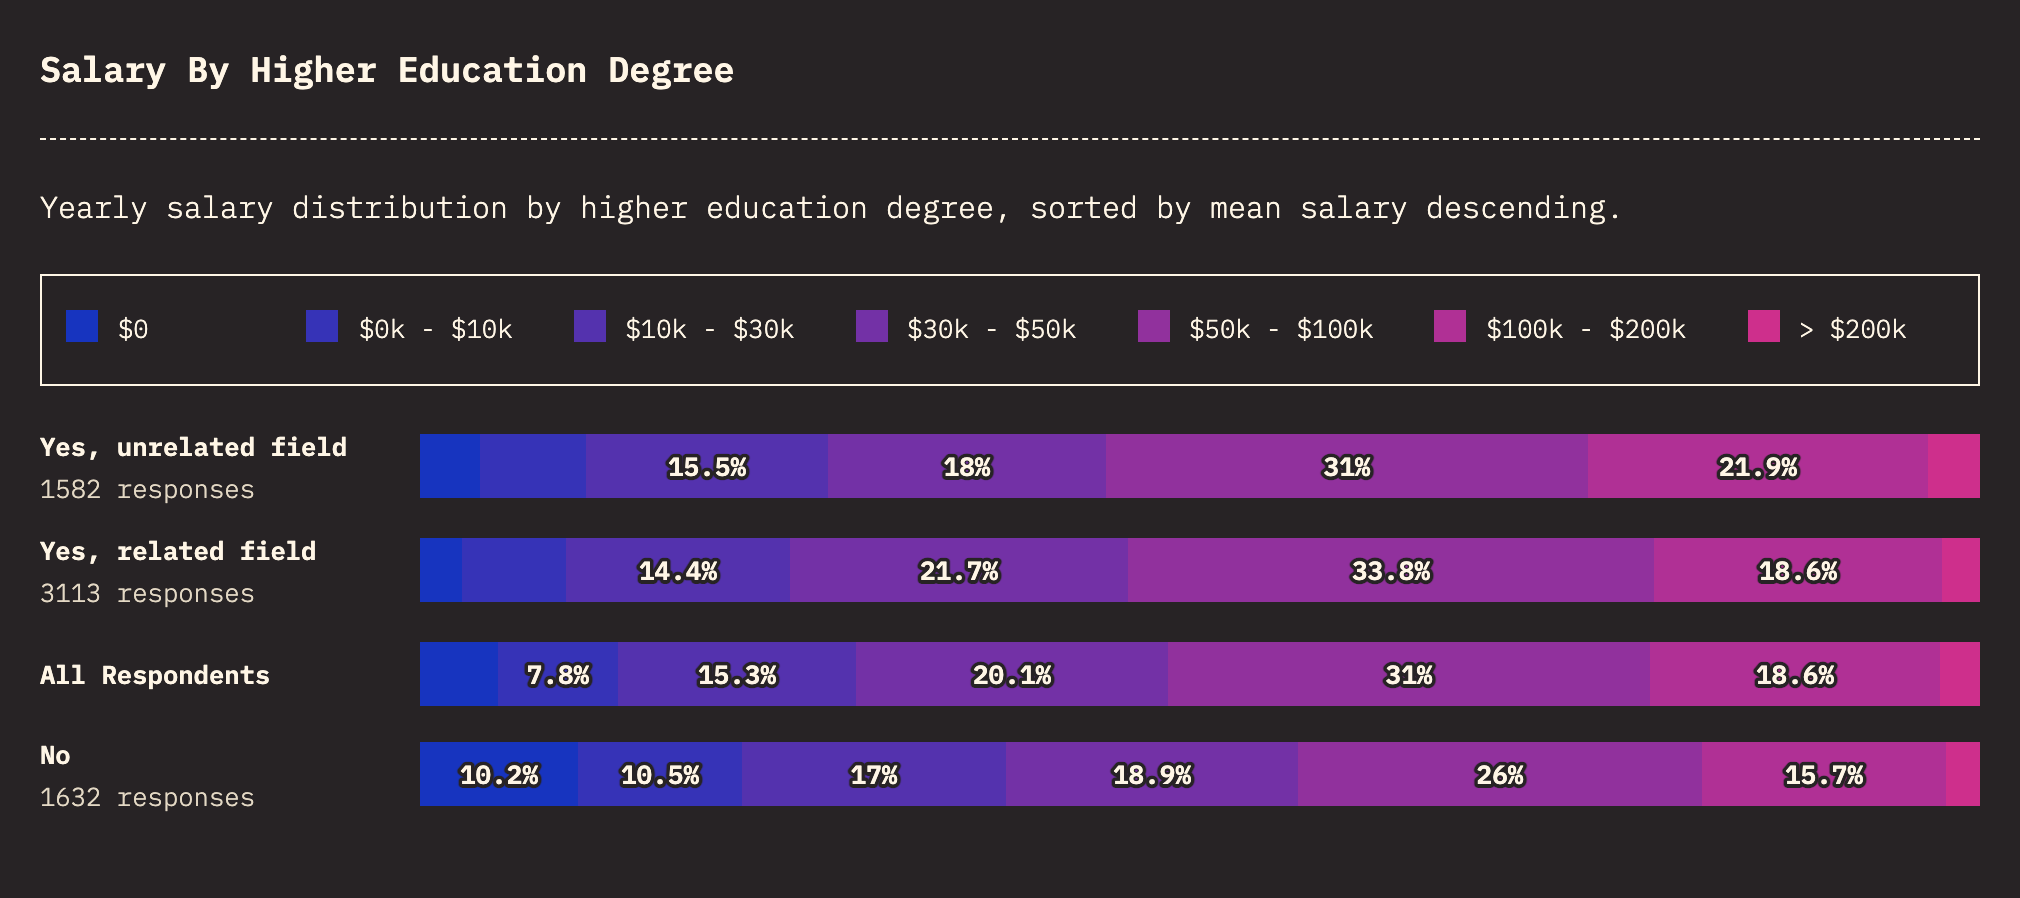 Salary By Higher Education Degree
Yearly salary distribution by higher education degree, sorted by mean salary descending.
$0 $0k - $10k $10k - $30k $30k - $50k $50k - $100k $100k - $200k > $200k
Yes, unrelated field
1582 responses
15.5% 18% 31% 21.9%
Yes, related field
3113 responses
14.4% 21.7% 33.8% 18.6%
All Respondents
7.8% 15.3% 20.1% 31% 18.6%
No
1632 responses
10.2% 10.5% 17% 18.9% 26% 15.7%